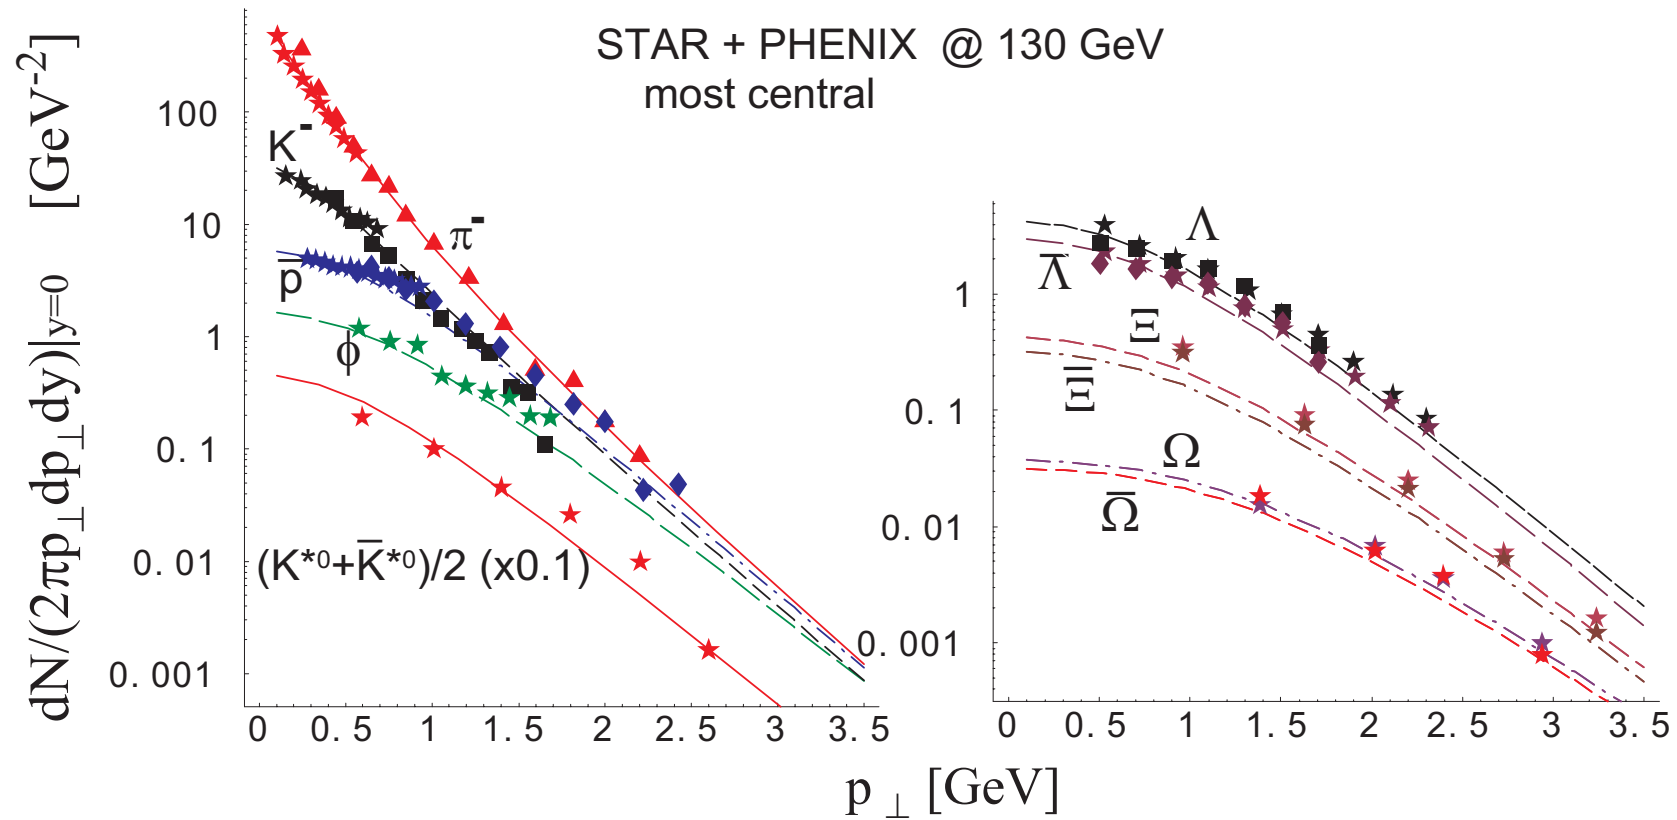 STAR + PHENIX @ 130 GeV
most central
dN/(2πp⊥dp⊥dy)|y=0 [GeV-2]
100
10
1
0.1
0.01
0.001
K-
π-
p̅
ϕ
(K*0+K̅*0)/2 (x0.1)
0 0.5 1 1.5 2 2.5 3 3.5
1
0.1
0.01
0.001
Λ
Λ̅
Ξ
Ξ̅
Ω
Ω̅
0 0.5 1 1.5 2 2.5 3 3.5
p⊥ [GeV]